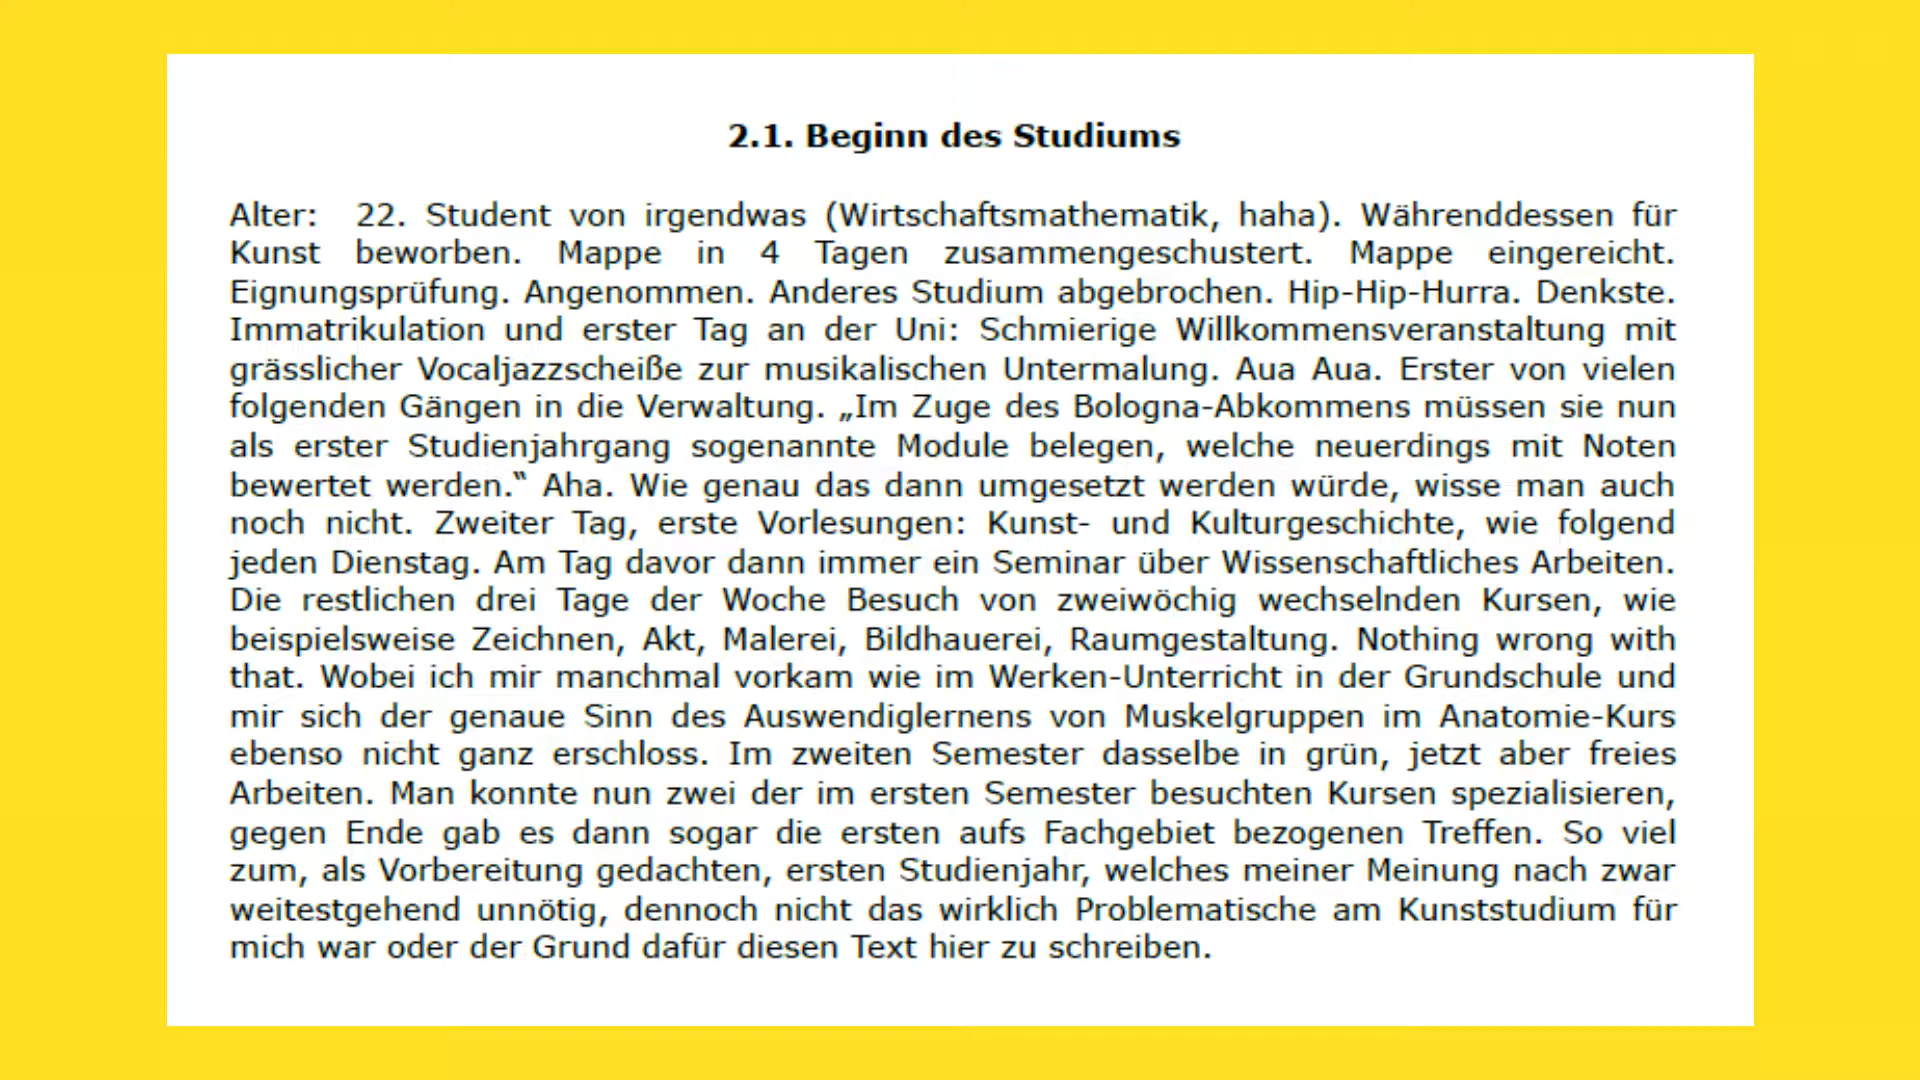 2.1. Beginn des Studiums
Alter: 22. Student von irgendwas (Wirtschaftsmathematik, haha). Währenddessen für
Kunst beworben. Mappe in 4 Tagen zusammengeschustert. Mappe eingereicht.
Eignungsprüfung. Angenommen. Anderes Studium abgebrochen. Hip-Hip-Hurra. Denkste.
Immatrikulation und erster Tag an der Uni: Schmierige Willkommensveranstaltung mit
grässlicher Vocaljazzscheiße zur musikalischen Untermalung. Aua Aua. Erster von vielen
folgenden Gängen in die Verwaltung. „Im Zuge des Bologna-Abkommens müssen sie nun
als erster Studienjahrgang sogenannte Module belegen, welche neuerdings mit Noten
bewertet werden.‟ Aha. Wie genau das dann umgesetzt werden würde, wisse man auch
noch nicht. Zweiter Tag, erste Vorlesungen: Kunst- und Kulturgeschichte, wie folgend
jeden Dienstag. Am Tag davor dann immer ein Seminar über Wissenschaftliches Arbeiten.
Die restlichen drei Tage der Woche Besuch von zweiwöchig wechselnden Kursen, wie
beispielsweise Zeichnen, Akt, Malerei, Bildhauerei, Raumgestaltung. Nothing wrong with
that. Wobei ich mir manchmal vorkam wie im Werken-Unterricht in der Grundschule und
mir sich der genaue Sinn des Auswendiglernens von Muskelgruppen im Anatomie-Kurs
ebenso nicht ganz erschloss. Im zweiten Semester dasselbe in grün, jetzt aber freies
Arbeiten. Man konnte nun zwei der im ersten Semester besuchten Kursen spezialisieren,
gegen Ende gab es dann sogar die ersten aufs Fachgebiet bezogenen Treffen. So viel
zum, als Vorbereitung gedachten, ersten Studienjahr, welches meiner Meinung nach zwar
weitestgehend unnötig, dennoch nicht das wirklich Problematische am Kunststudium für
mich war oder der Grund dafür diesen Text hier zu schreiben.